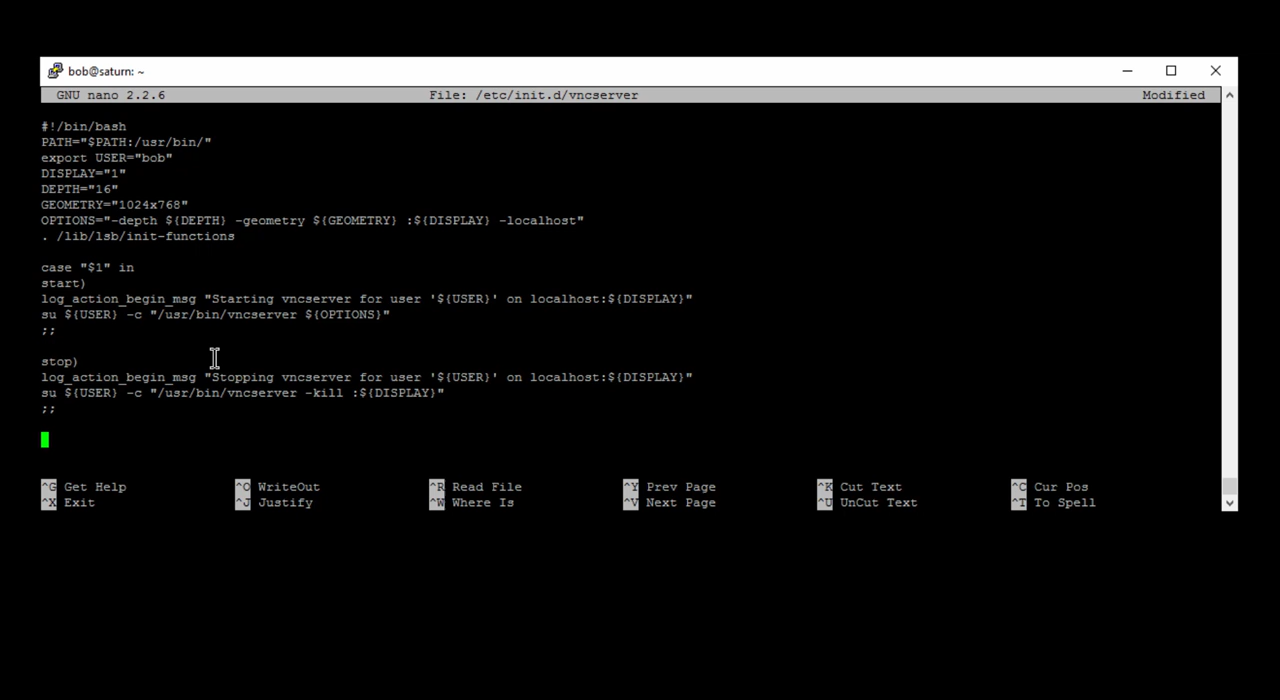 bob@saturn: ~
GNU nano 2.2.6 File: /etc/init.d/vncserver Modified
#!/bin/bash
PATH="$PATH:/usr/bin/"
export USER="bob"
DISPLAY="1"
DEPTH="16"
GEOMETRY="1024x768"
OPTIONS="-depth ${DEPTH} -geometry ${GEOMETRY} :${DISPLAY} -localhost"
. /lib/lsb/init-functions
case "$1" in
start)
log_action_begin_msg "Starting vncserver for user '${USER}' on localhost:${DISPLAY}"
su ${USER} -c "/usr/bin/vncserver ${OPTIONS}"
;;
stop)
log_action_begin_msg "Stopping vncserver for user '${USER}' on localhost:${DISPLAY}"
su ${USER} -c "/usr/bin/vncserver -kill :${DISPLAY}"
;;
^G Get Help ^O WriteOut ^R Read File ^Y Prev Page ^K Cut Text ^C Cur Pos
^X Exit ^J Justify ^W Where Is ^V Next Page ^U UnCut Text ^T To Spell